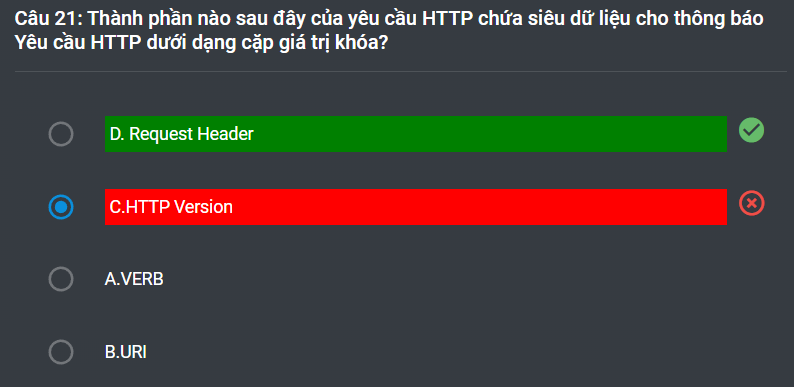 Câu 21: Thành phần nào sau đây của yêu cầu HTTP chứa siêu dữ liệu cho thông báo
Yêu cầu HTTP dưới dạng cặp giá trị khóa?
D. Request Header
C.HTTP Version
A.VERB
B.URI